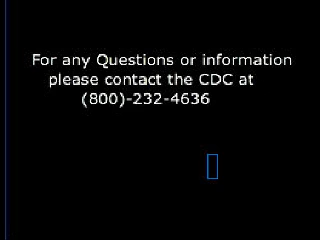 For any Questions or information
please contact the CDC at
(800)-232-4636